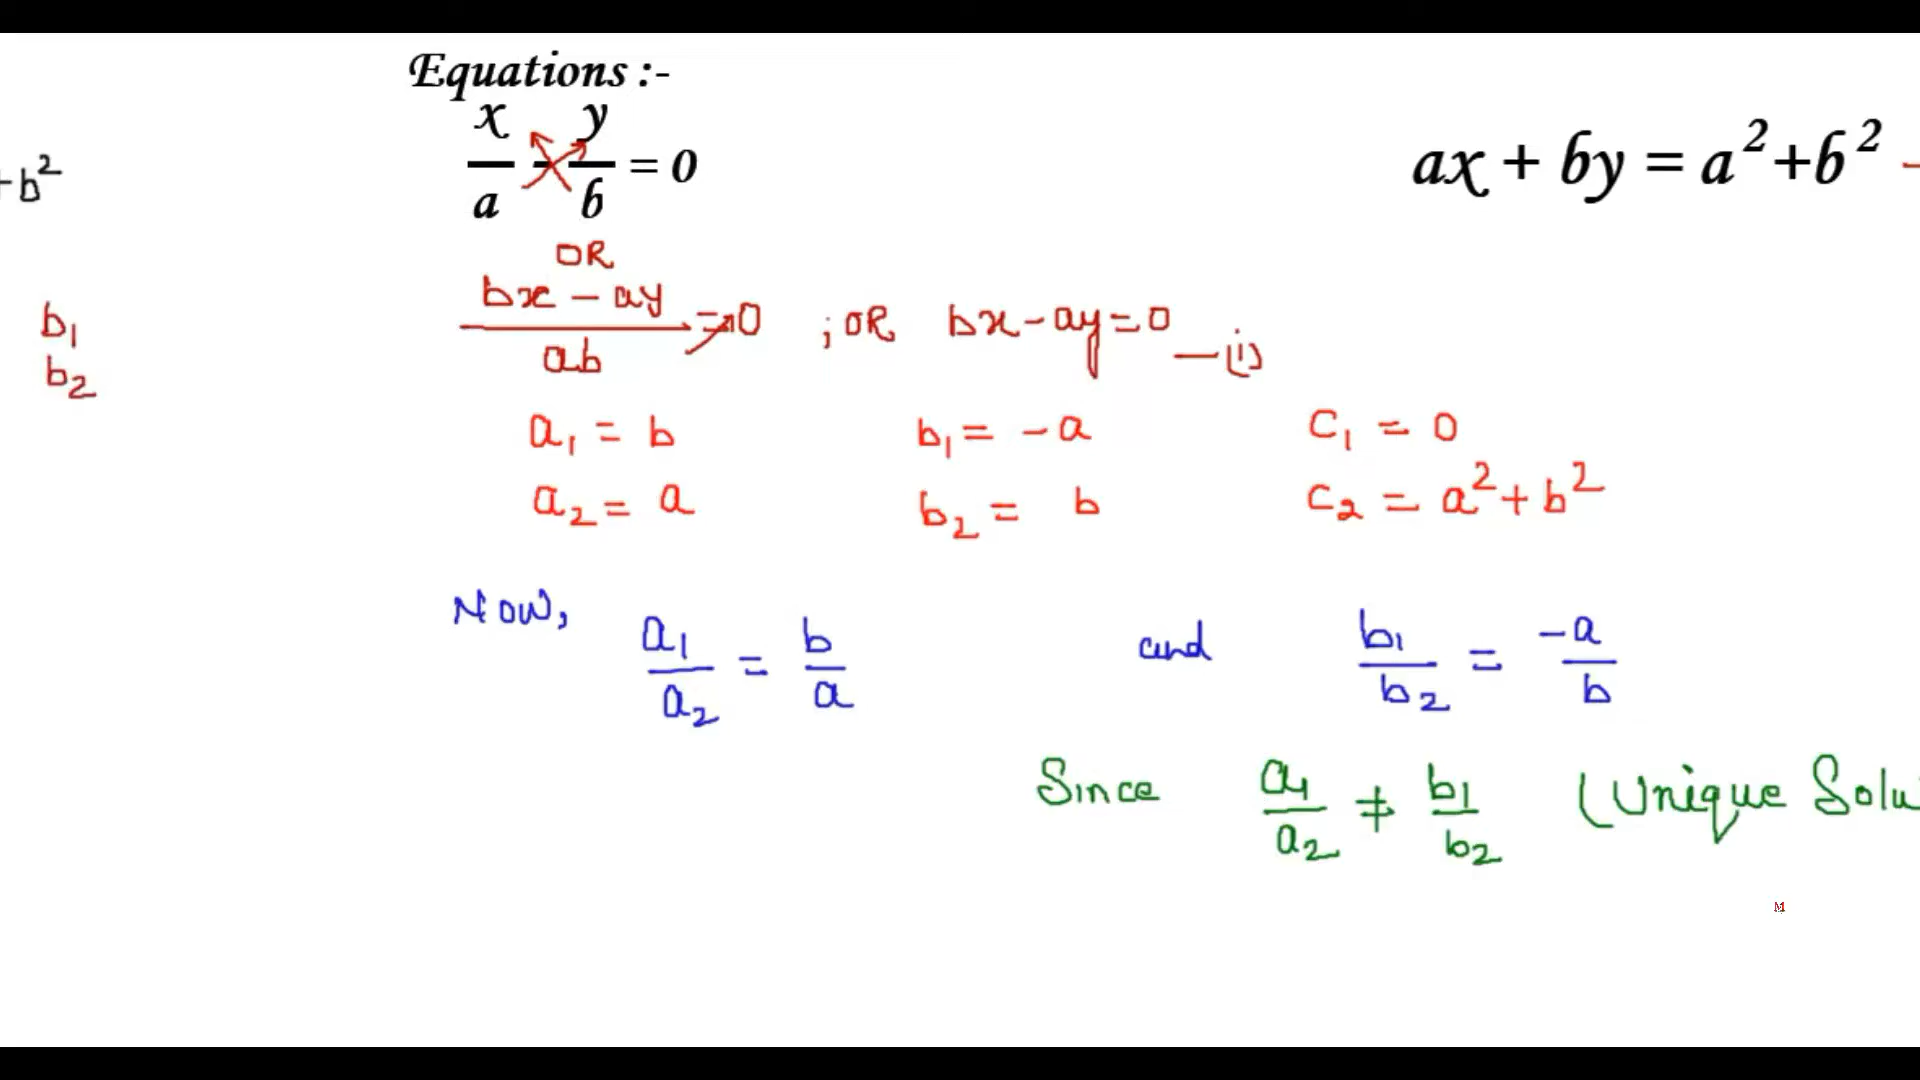 Equations :-
x/a - y/b = 0
ax + by = a²+b² -
+b²
OR
bx - ay / ab = 0 ; OR bx - ay = 0 — (i)
b₁
b₂
a₁ = b b₁ = -a c₁ = 0
a₂ = a b₂ = b c₂ = a² + b²
Now, a₁/a₂ = b/a and b₁/b₂ = -a/b
Since a₁/a₂ ≠ b₁/b₂ (Unique Solu
M